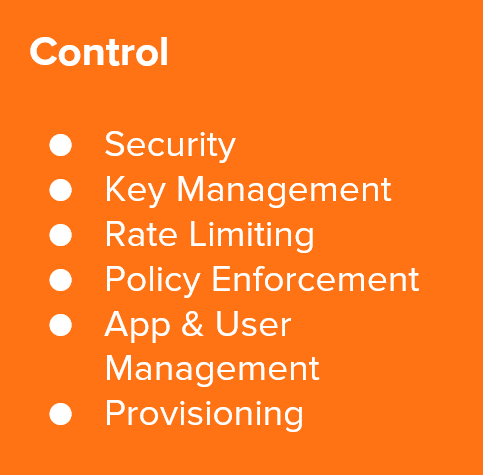 Control
● Security
● Key Management
● Rate Limiting
● Policy Enforcement
● App & User
Management
● Provisioning